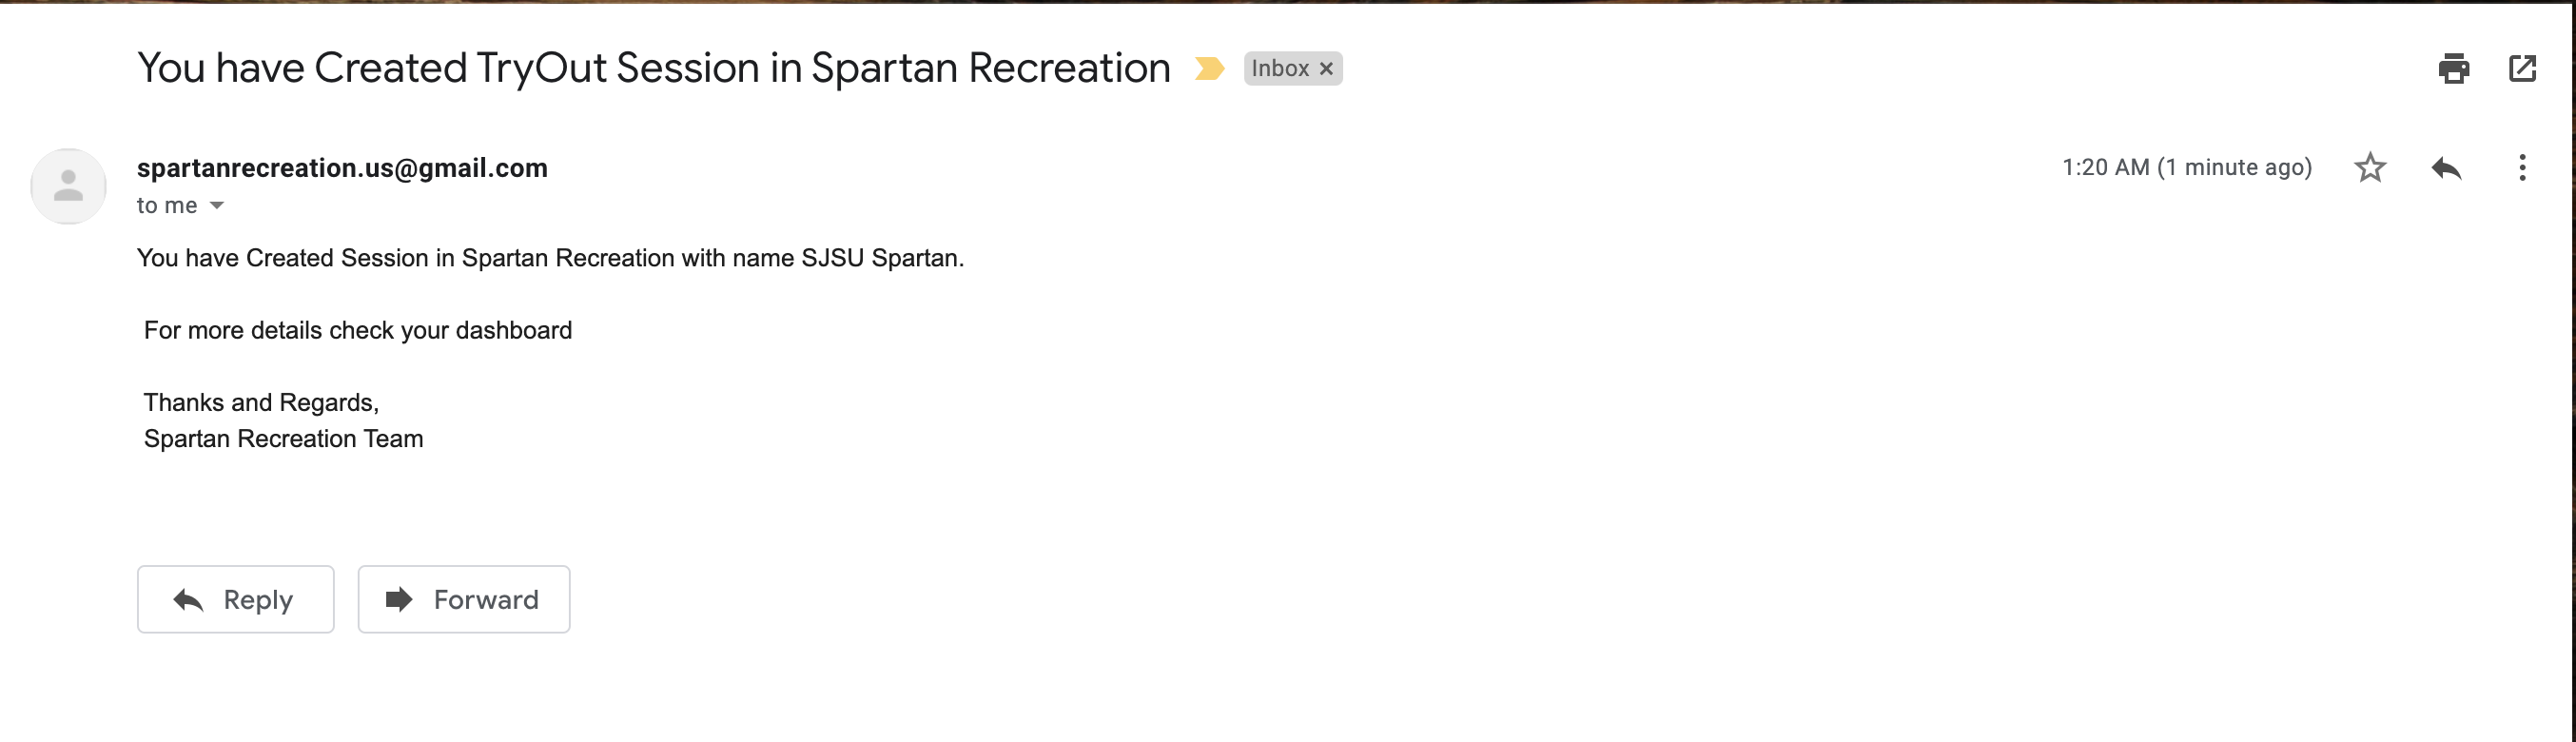 You have Created TryOut Session in Spartan Recreation Inbox ×
spartanrecreation.us@gmail.com 1:20 AM (1 minute ago)
to me
You have Created Session in Spartan Recreation with name SJSU Spartan.
For more details check your dashboard
Thanks and Regards,
Spartan Recreation Team
Reply Forward